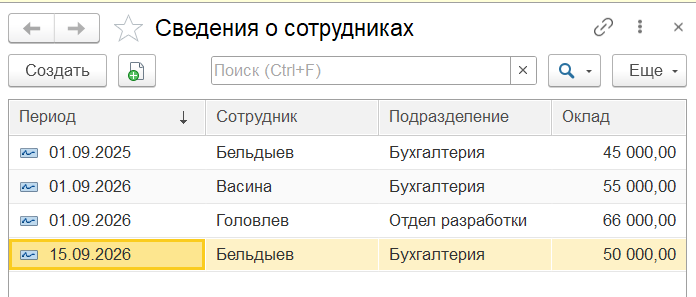 Сведения о сотрудниках
Создать Поиск (Ctrl+F) Еще
Период Сотрудник Подразделение Оклад
01.09.2025 Бельдыев Бухгалтерия 45 000,00
01.09.2026 Васина Бухгалтерия 55 000,00
01.09.2026 Головлев Отдел разработки 66 000,00
15.09.2026 Бельдыев Бухгалтерия 50 000,00